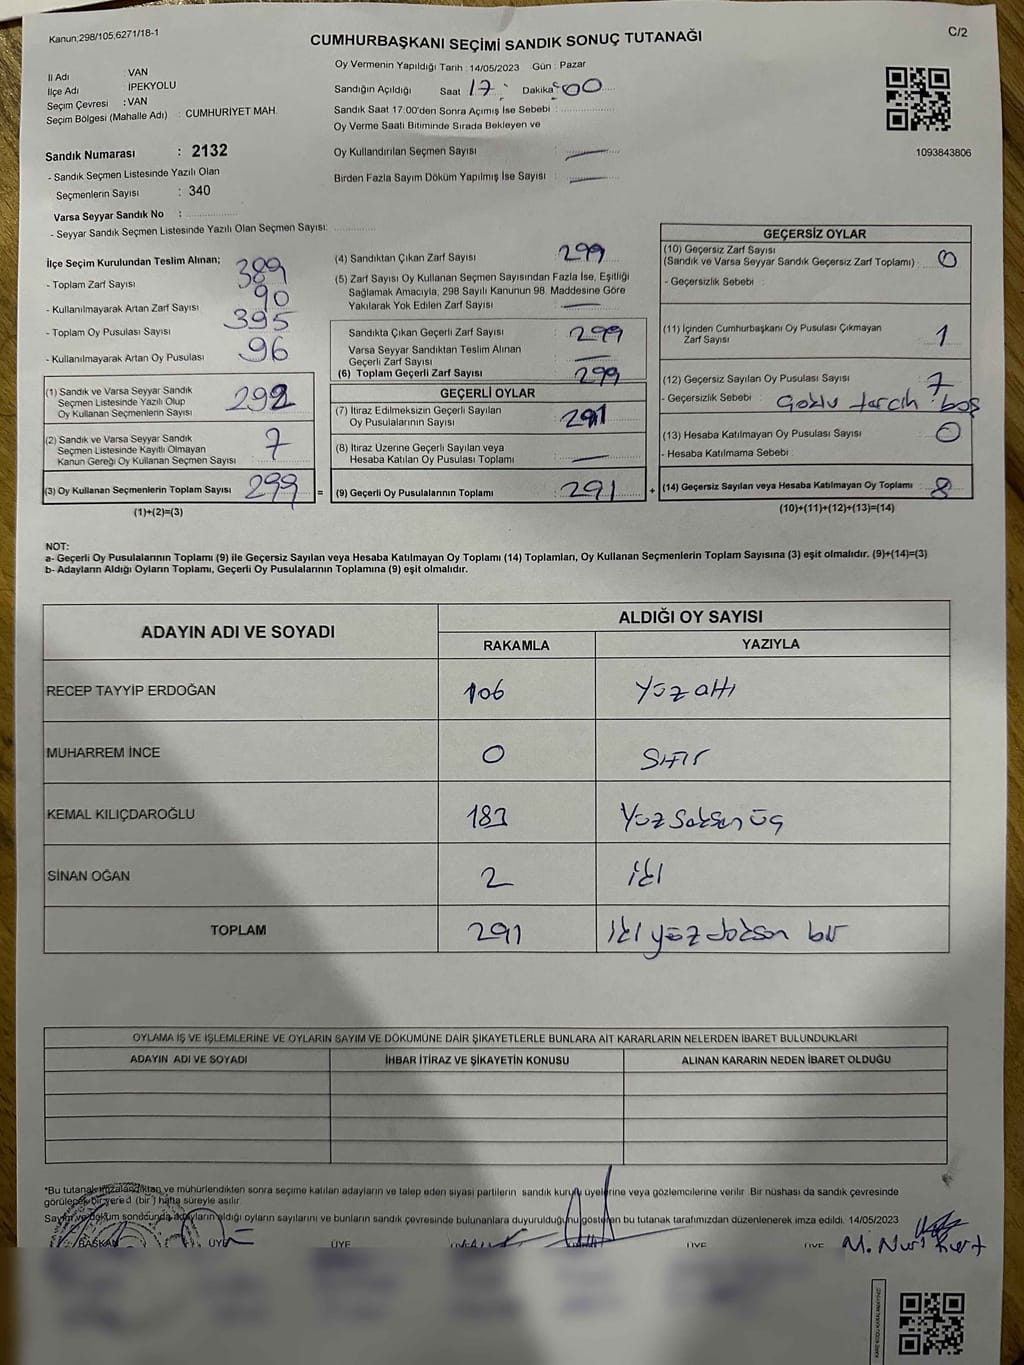 Kanun,298/105,6271/18-1
CUMHURBAŞKANI SEÇİMİ SANDIK SONUÇ TUTANAĞI
C/2
İl Adı : VAN
İlçe Adı İPEKYOLU
Seçim Çevresi : VAN
Seçim Bölgesi (Mahalle Adı) : CUMHURİYET MAH.
Oy Vermenin Yapıldığı Tarih : 14/05/2023 Gün : Pazar
Sandığın Açıldığı Saat 17 : Dakika : 00
Sandık Saat 17:00'den Sonra Açımış İse Sebebi :
Oy Verme Saati Bitiminde Sırada Bekleyen ve
Oy Kullandırılan Seçmen Sayısı : —
Birden Fazla Sayım Döküm Yapılmış İse Sayısı : —
1093843806
Sandık Numarası : 2132
- Sandık Seçmen Listesinde Yazılı Olan
Seçmenlerin Sayısı : 340
Varsa Seyyar Sandık No :
- Seyyar Sandık Seçmen Listesinde Yazılı Olan Seçmen Sayısı:
İlçe Seçim Kurulundan Teslim Alınan;
- Toplam Zarf Sayısı 389
- Kullanılmayarak Artan Zarf Sayısı 90
- Toplam Oy Pusulası Sayısı 395
- Kullanılmayarak Artan Oy Pusulası 96
(1) Sandık ve Varsa Seyyar Sandık
Seçmen Listesinde Yazılı Olup
Oy Kullanan Seçmenlerin Sayısı 292
(2) Sandık ve Varsa Seyyar Sandık
Seçmen Listesinde Kayıtlı Olmayan
Kanun Gereği Oy Kullanan Seçmen Sayısı 7
(3) Oy Kullanan Seçmenlerin Toplam Sayısı 299
(1)+(2)=(3)
(4) Sandıktan Çıkan Zarf Sayısı 299
(5) Zarf Sayısı Oy Kullanan Seçmen Sayısından Fazla İse, Eşitliği
Sağlamak Amacıyla, 298 Sayılı Kanunun 98. Maddesine Göre
Yakılarak Yok Edilen Zarf Sayısı : —
Sandıkta Çıkan Geçerli Zarf Sayısı : 299
Varsa Seyyar Sandıktan Teslim Alınan
Geçerli Zarf Sayısı : —
(6) Toplam Geçerli Zarf Sayısı : 299
GEÇERLİ OYLAR
(7) İtiraz Edilmeksizin Geçerli Sayılan
Oy Pusulalarının Sayısı : 291
(8) İtiraz Üzerine Geçerli Sayılan veya
Hesaba Katılan Oy Pusulası Toplamı : —
= (9) Geçerli Oy Pusulalarının Toplamı : 291 +
GEÇERSİZ OYLAR
(10) Geçersiz Zarf Sayısı
(Sandık ve Varsa Seyyar Sandık Geçersiz Zarf Toplamı) : 0
- Geçersizlik Sebebi :
(11) İçinden Cumhurbaşkanı Oy Pusulası Çıkmayan
Zarf Sayısı : 1
(12) Geçersiz Sayılan Oy Pusulası Sayısı : 7
- Geçersizlik Sebebi : Çoklu tercih boş
(13) Hesaba Katılmayan Oy Pusulası Sayısı : 0
- Hesaba Katılmama Sebebi :
(14) Geçersiz Sayılan veya Hesaba Katılmayan Oy Toplamı : 8
(10)+(11)+(12)+(13)=(14)
NOT:
a- Geçerli Oy Pusulalarının Toplamı (9) ile Geçersiz Sayılan veya Hesaba Katılmayan Oy Toplamı (14) Toplamları, Oy Kullanan Seçmenlerin Toplam Sayısına (3) eşit olmalıdır. (9)+(14)=(3)
b- Adayların Aldığı Oyların Toplamı, Geçerli Oy Pusulalarının Toplamına (9) eşit olmalıdır.
ADAYIN ADI VE SOYADI ALDIĞI OY SAYISI
RAKAMLA YAZIYLA
RECEP TAYYİP ERDOĞAN 106 Yüz altı
MUHARREM İNCE 0 Sıfır
KEMAL KILIÇDAROĞLU 183 Yüz Seksen üç
SİNAN OĞAN 2 iki
TOPLAM 291 iki yüz doksan bir
OYLAMA İŞ VE İŞLEMLERİNE VE OYLARIN SAYIM VE DÖKÜMÜNE DAİR ŞİKAYETLERLE BUNLARA AİT KARARLARIN NELERDEN İBARET BULUNDUKLARI
ADAYIN ADI VE SOYADI İHBAR İTİRAZ VE ŞİKAYETİN KONUSU ALINAN KARARIN NEDEN İBARET OLDUĞU
*Bu tutanak imzalandıktan ve mühürlendikten sonra seçime katılan adayların ve talep eden siyasi partilerin sandık kurulu üyelerine veya gözlemcilerine verilir. Bir nüshası da sandık çevresinde
görülecek bir yered (bir) hafta süreyle asılır.
Sayım ve döküm sonucunda adayların aldığı oyların sayılarını ve bunların sandık çevresinde bulunanlara duyurulduğunu gösteren bu tutanak tarafımızdan düzenlenerek imza edildi. 14/05/2023
BAŞKAN ÜYE ÜYE ÜYE ÜYE M. Nuri Kurt